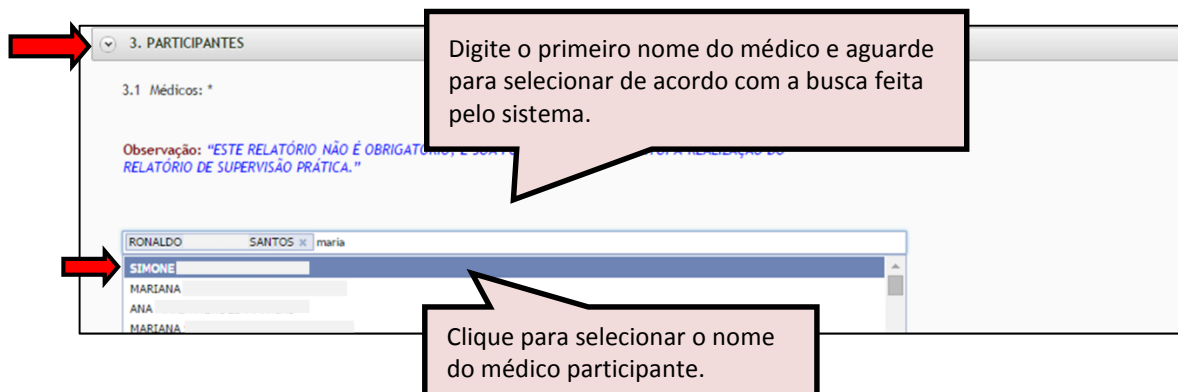 3. PARTICIPANTES
Digite o primeiro nome do médico e aguarde
para selecionar de acordo com a busca feita
pelo sistema.
3.1 Médicos: *
Observação: "ESTE RELATÓRIO NÃO É OBRIGATÓRIO, E SUA
RELATÓRIO DE SUPERVISÃO PRÁTICA."
RONALDO SANTOS x maria
SIMONE
MARIANA
ANA
MARIANA
Clique para selecionar o nome
do médico participante.